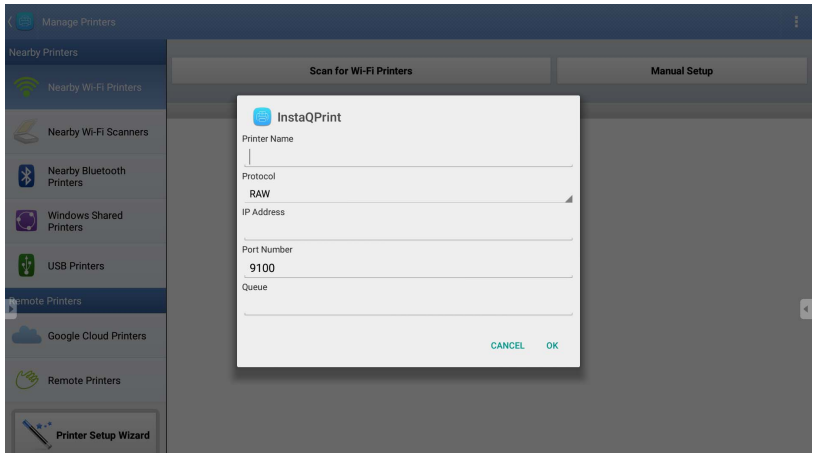 Manage Printers
Nearby Printers
Nearby Wi-Fi Printers
Nearby Wi-Fi Scanners
Nearby Bluetooth
Printers
Windows Shared
Printers
USB Printers
Remote Printers
Google Cloud Printers
Remote Printers
Printer Setup Wizard
Scan for Wi-Fi Printers
Manual Setup
InstaQPrint
Printer Name
Protocol
RAW
IP Address
Port Number
9100
Queue
CANCEL OK